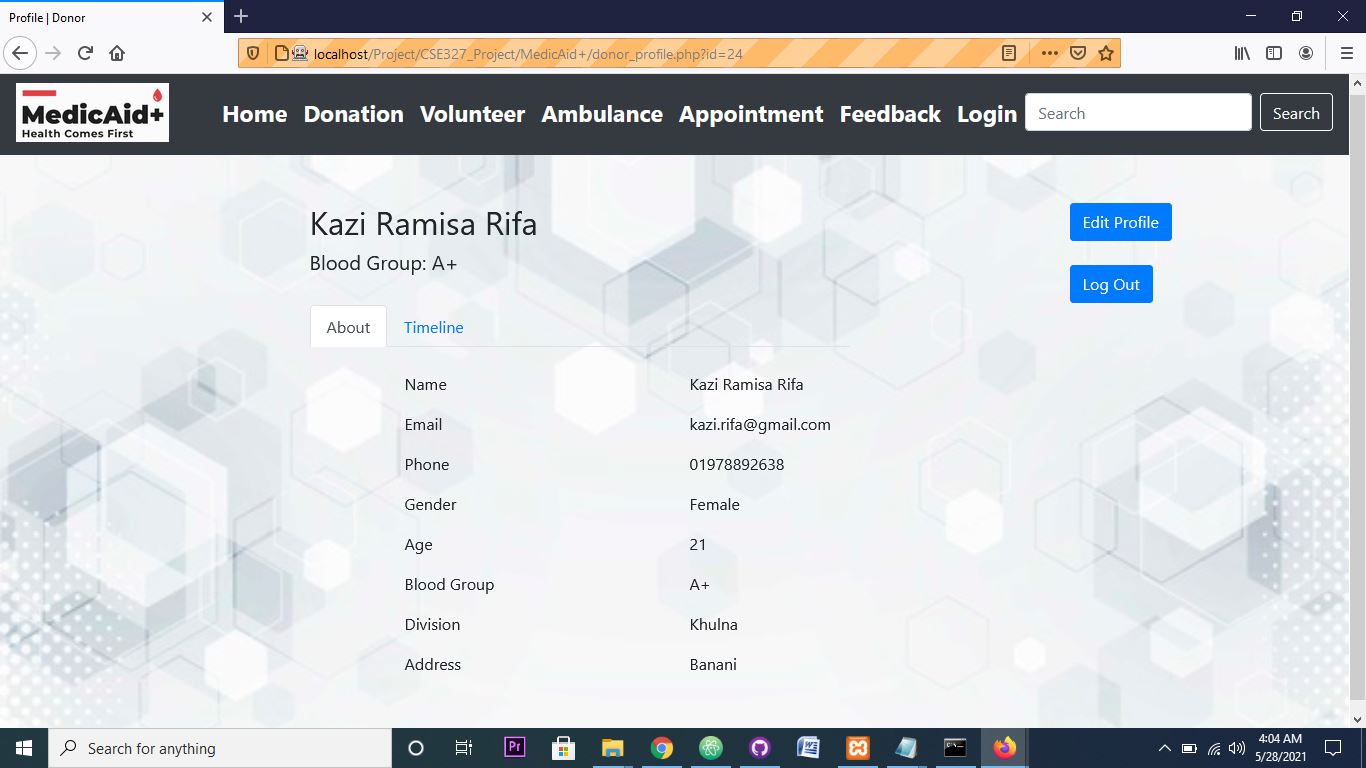 Profile | Donor
localhost/Project/CSE327_Project/MedicAid+/donor_profile.php?id=24
MedicAid+
Health Comes First
Home Donation Volunteer Ambulance Appointment Feedback Login Search Search
Kazi Ramisa Rifa
Edit Profile
Blood Group: A+
Log Out
About Timeline
Name Kazi Ramisa Rifa
Email kazi.rifa@gmail.com
Phone 01978892638
Gender Female
Age 21
Blood Group A+
Division Khulna
Address Banani
Search for anything
Pr
4:04 AM
5/28/2021